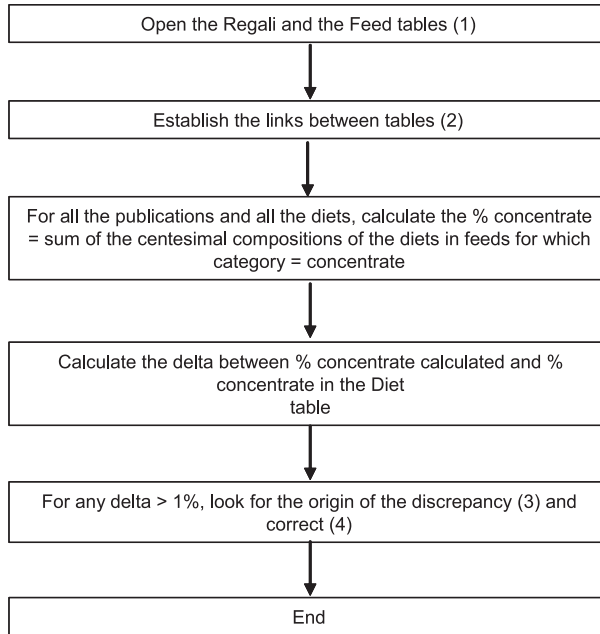 Open the Regali and the Feed tables (1)
Establish the links between tables (2)
For all the publications and all the diets, calculate the % concentrate
= sum of the centesimal compositions of the diets in feeds for which
category = concentrate
Calculate the delta between % concentrate calculated and %
concentrate in the Diet
table
For any delta > 1%, look for the origin of the discrepancy (3) and
correct (4)
End